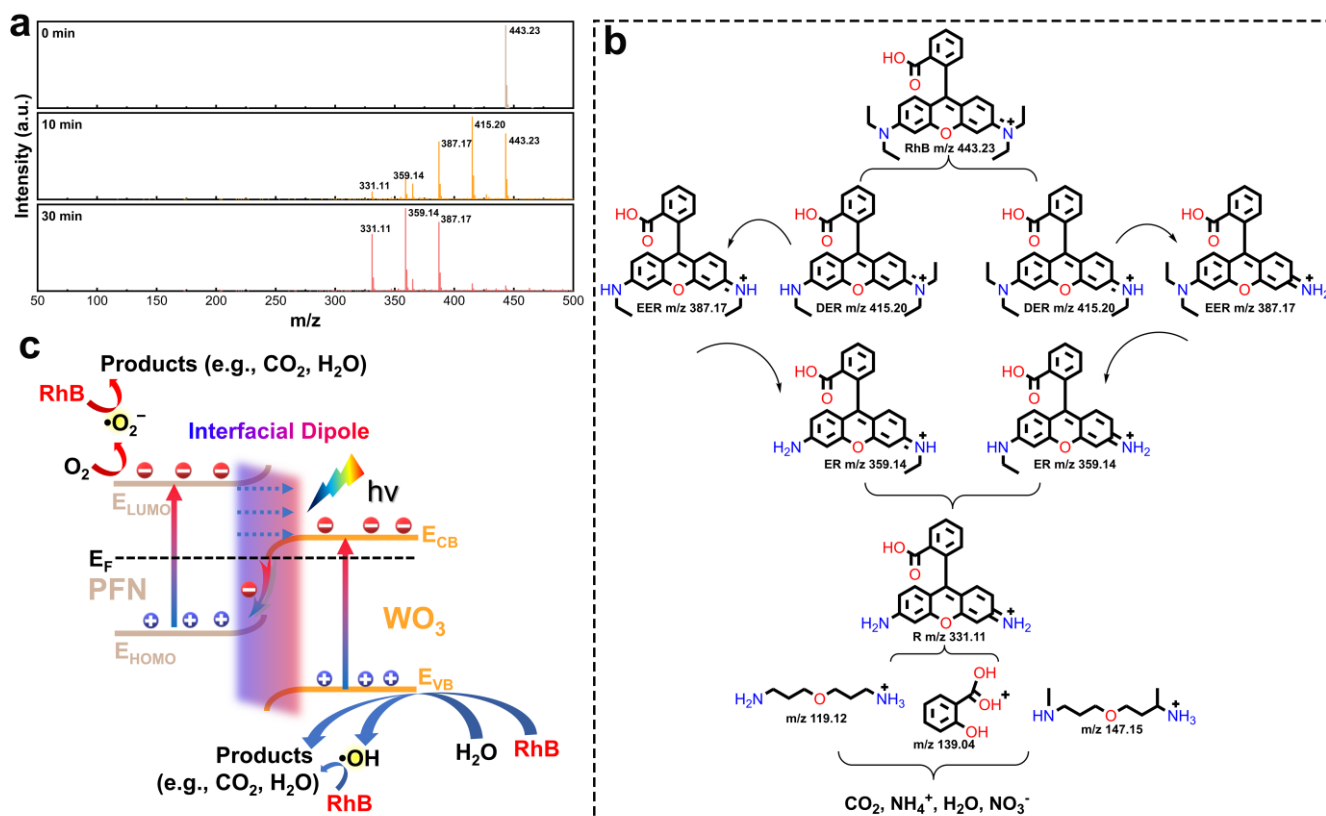 a
Intensity (a.u.)
0 min
443.23
10 min
331.11
359.14
387.17
415.20
443.23
30 min
331.11
359.14
387.17
50 100 150 200 250 300 350 400 450 500
m/z
b
HO
O
N
O
N+
RhB m/z 443.23
HO
O
HN
O
NH+
EER m/z 387.17
HO
O
HN
O
N+
DER m/z 415.20
HO
O
N
O
NH+
DER m/z 415.20
HO
O
N
O
NH₂+
EER m/z 387.17
HO
O
H₂N
O
NH+
ER m/z 359.14
HO
O
HN
O
NH₂+
ER m/z 359.14
HO
O
H₂N
O
NH₂+
R m/z 331.11
H₂N
O
NH₃+
m/z 119.12
OH
OH+
OH
m/z 139.04
HN
O
NH₃+
m/z 147.15
CO₂, NH₄⁺, H₂O, NO₃⁻
c
Products (e.g., CO₂, H₂O)
RhB
•O₂⁻
O₂
Interfacial Dipole
hν
E_LUMO
E_CB
E_F
PFN
WO₃
E_HOMO
E_VB
Products
(e.g., CO₂, H₂O)
•OH
RhB
H₂O
RhB